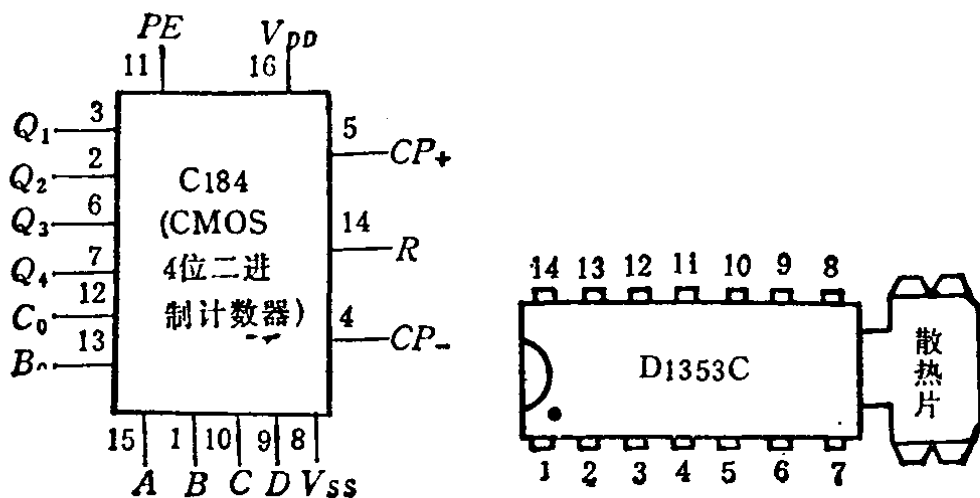 PE
V_DD
11
16
Q₁ 3
Q₂ 2
Q₃ 6
Q₄ 7
C₀ 12
B₀ 13
C184
(CMOS
4位二进
制计数器)
5 CP₊
14 R
4 CP₋
15 1 10 9 8
A B C D V_SS
14 13 12 11 10 9 8
D1353C
散热片
1 2 3 4 5 6 7